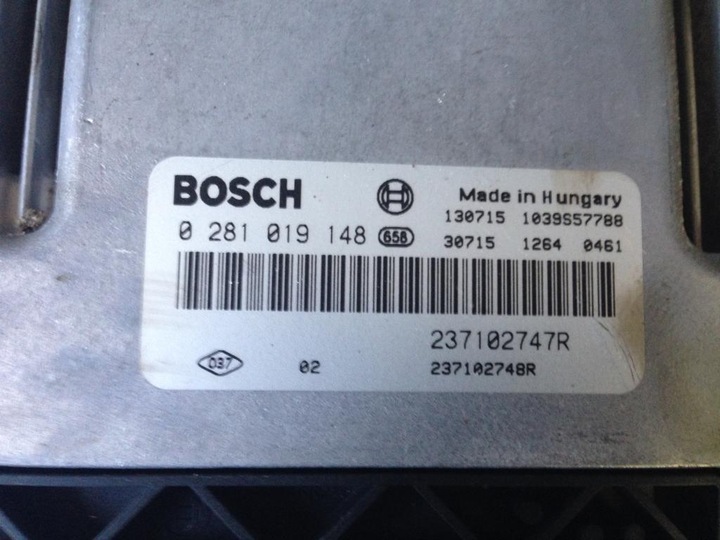 BOSCH
Made in Hungary
130715 1039S57788
0 281 019 148 658
30715 1264 0461
237102747R
037 02
237102748R